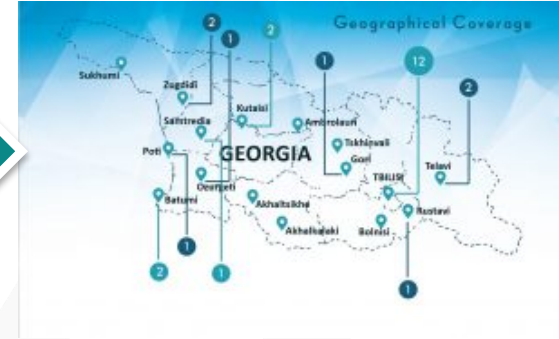 Geographical Coverage
2
1
2
1
12
2
Sukhumi
Zugdidi
Kutaisi
Samtredia
Ambrolauri
Tskhinvali
Poti
GEORGIA
Gori
Telavi
TBILISI
Ozurgeti
Batumi
Akhaltsikhe
Rustavi
Akhalkalaki
Bolnisi
1
2
1
1